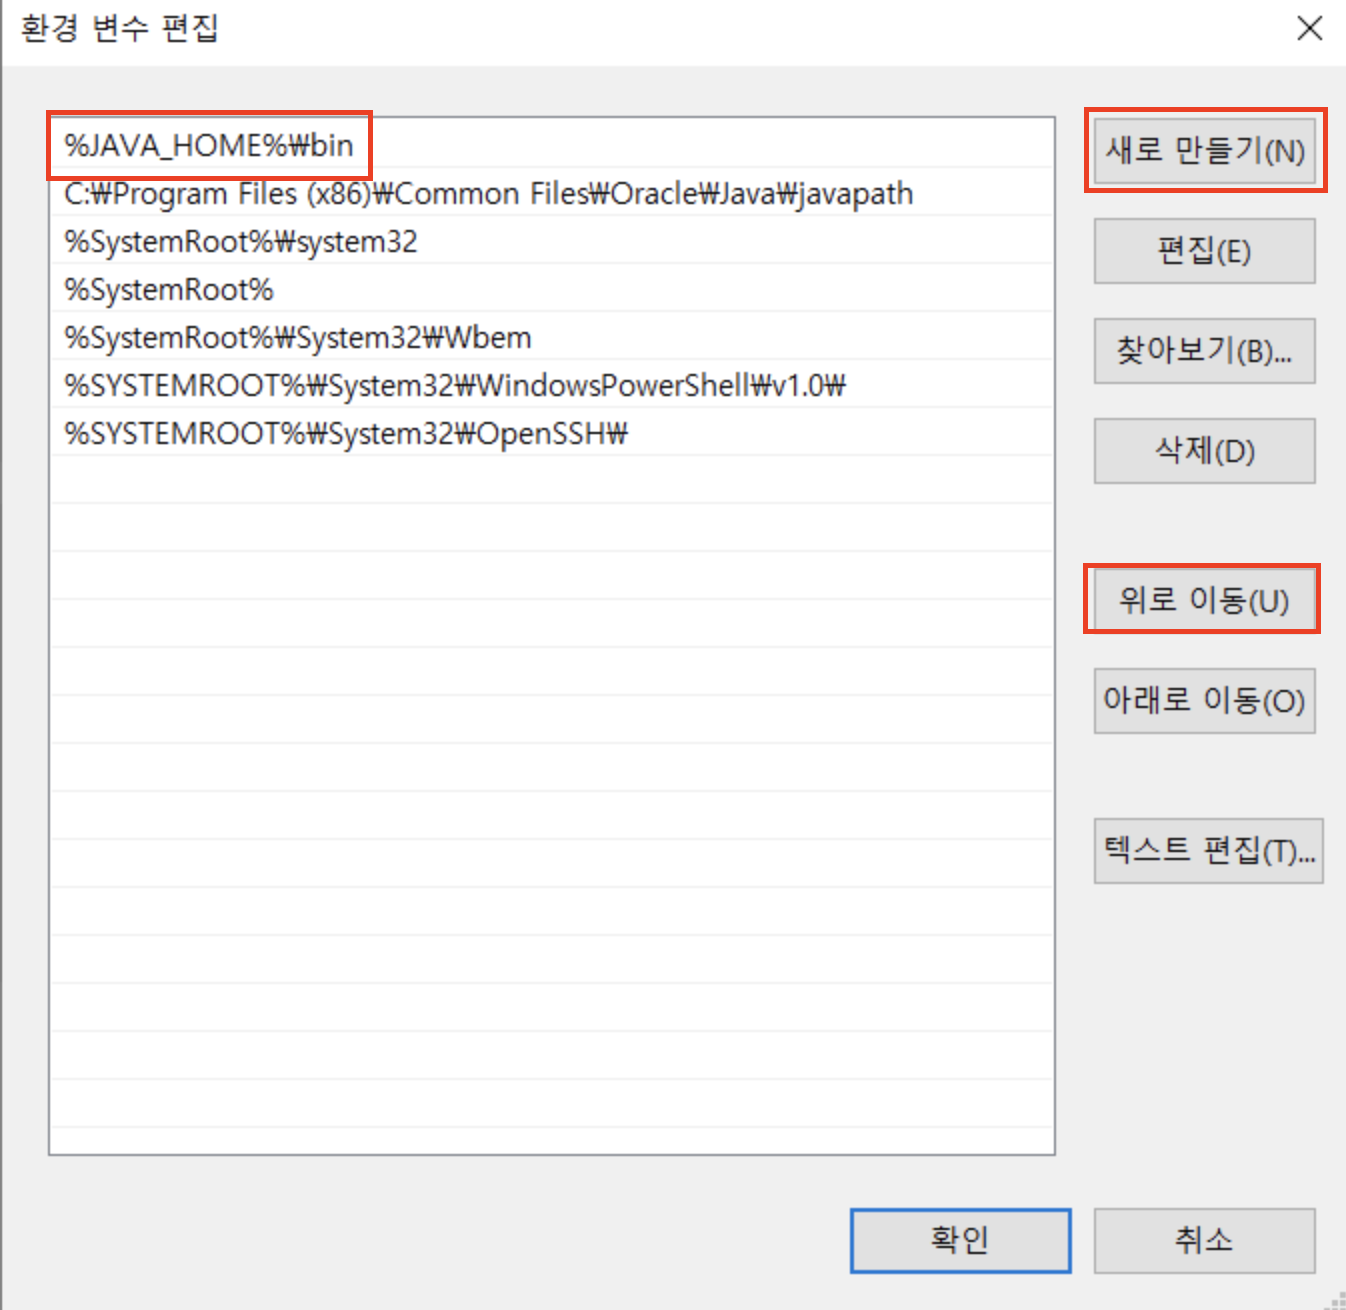 환경 변수 편집
%JAVA_HOME%₩bin
새로 만들기(N)
C:₩Program Files (x86)₩Common Files₩Oracle₩Java₩javapath
%SystemRoot%₩system32
편집(E)
%SystemRoot%
%SystemRoot%₩System32₩Wbem
찾아보기(B)...
%SYSTEMROOT%₩System32₩WindowsPowerShell₩v1.0₩
%SYSTEMROOT%₩System32₩OpenSSH₩
삭제(D)
위로 이동(U)
아래로 이동(O)
텍스트 편집(T)...
확인
취소